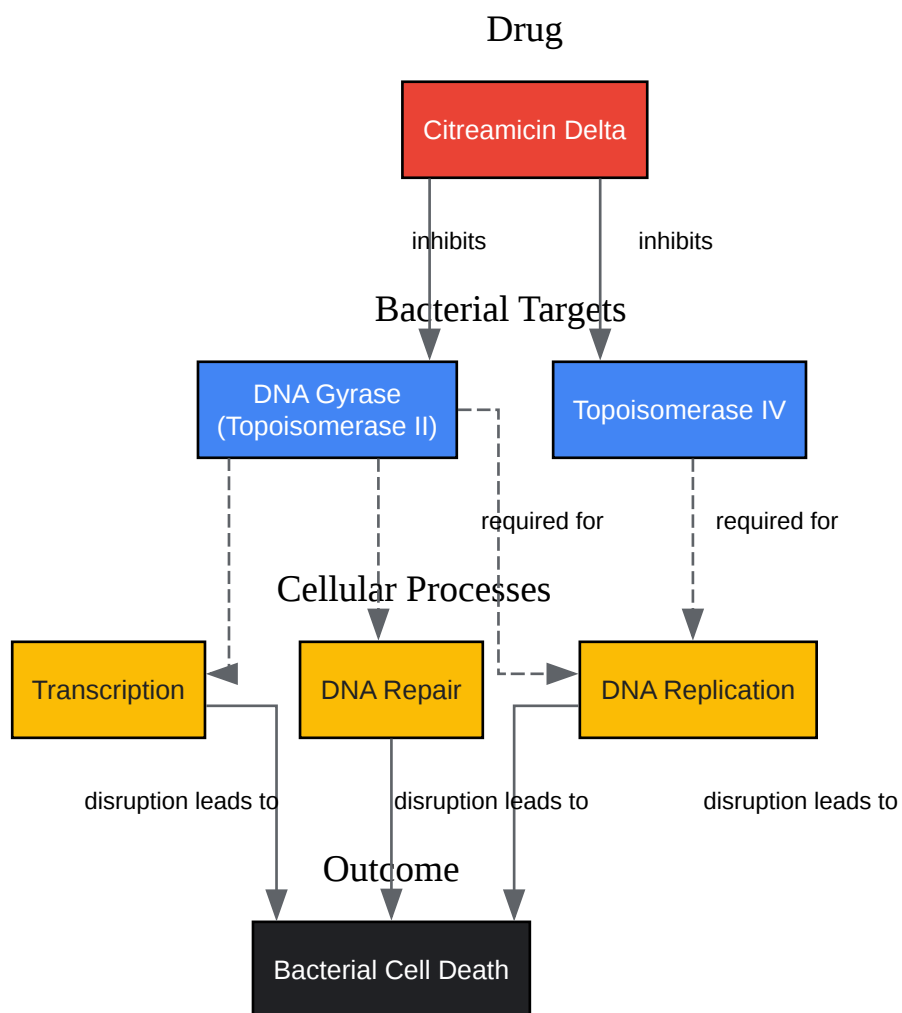 Drug
Citreamicin Delta
inhibits
inhibits
Bacterial Targets
DNA Gyrase
(Topoisomerase II)
Topoisomerase IV
required for
required for
Cellular Processes
Transcription
DNA Repair
DNA Replication
disruption leads to
disruption leads to
disruption leads to
Outcome
Bacterial Cell Death